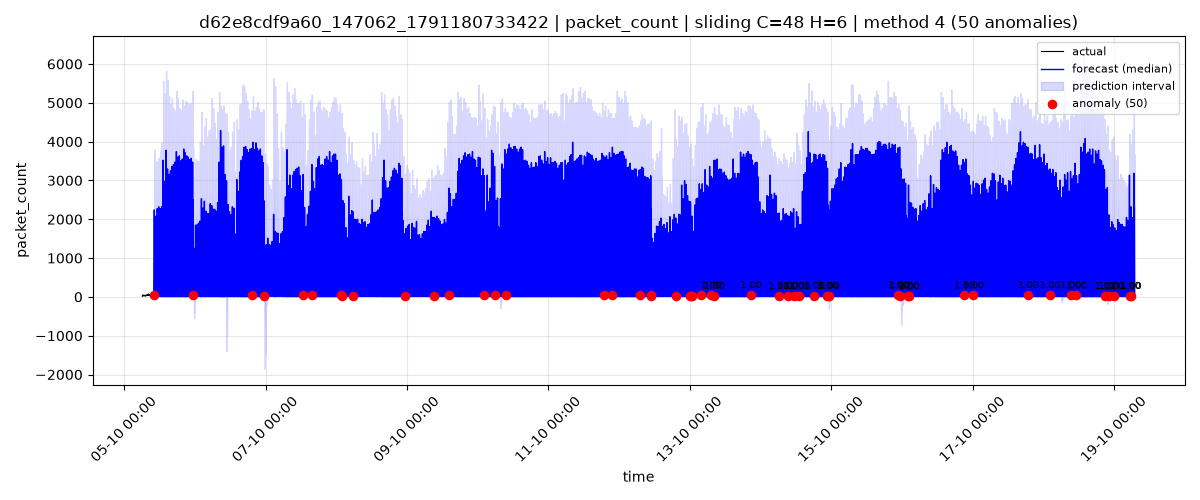 d62e8cdf9a60_147062_1791180733422 | packet_count | sliding C=48 H=6 | method 4 (50 anomalies)
actual
forecast (median)
prediction interval
anomaly (50)
packet_count
6000
5000
4000
3000
2000
1000
0
−1000
−2000
1.00
05-10 00:00
07-10 00:00
09-10 00:00
11-10 00:00
13-10 00:00
15-10 00:00
17-10 00:00
19-10 00:00
time